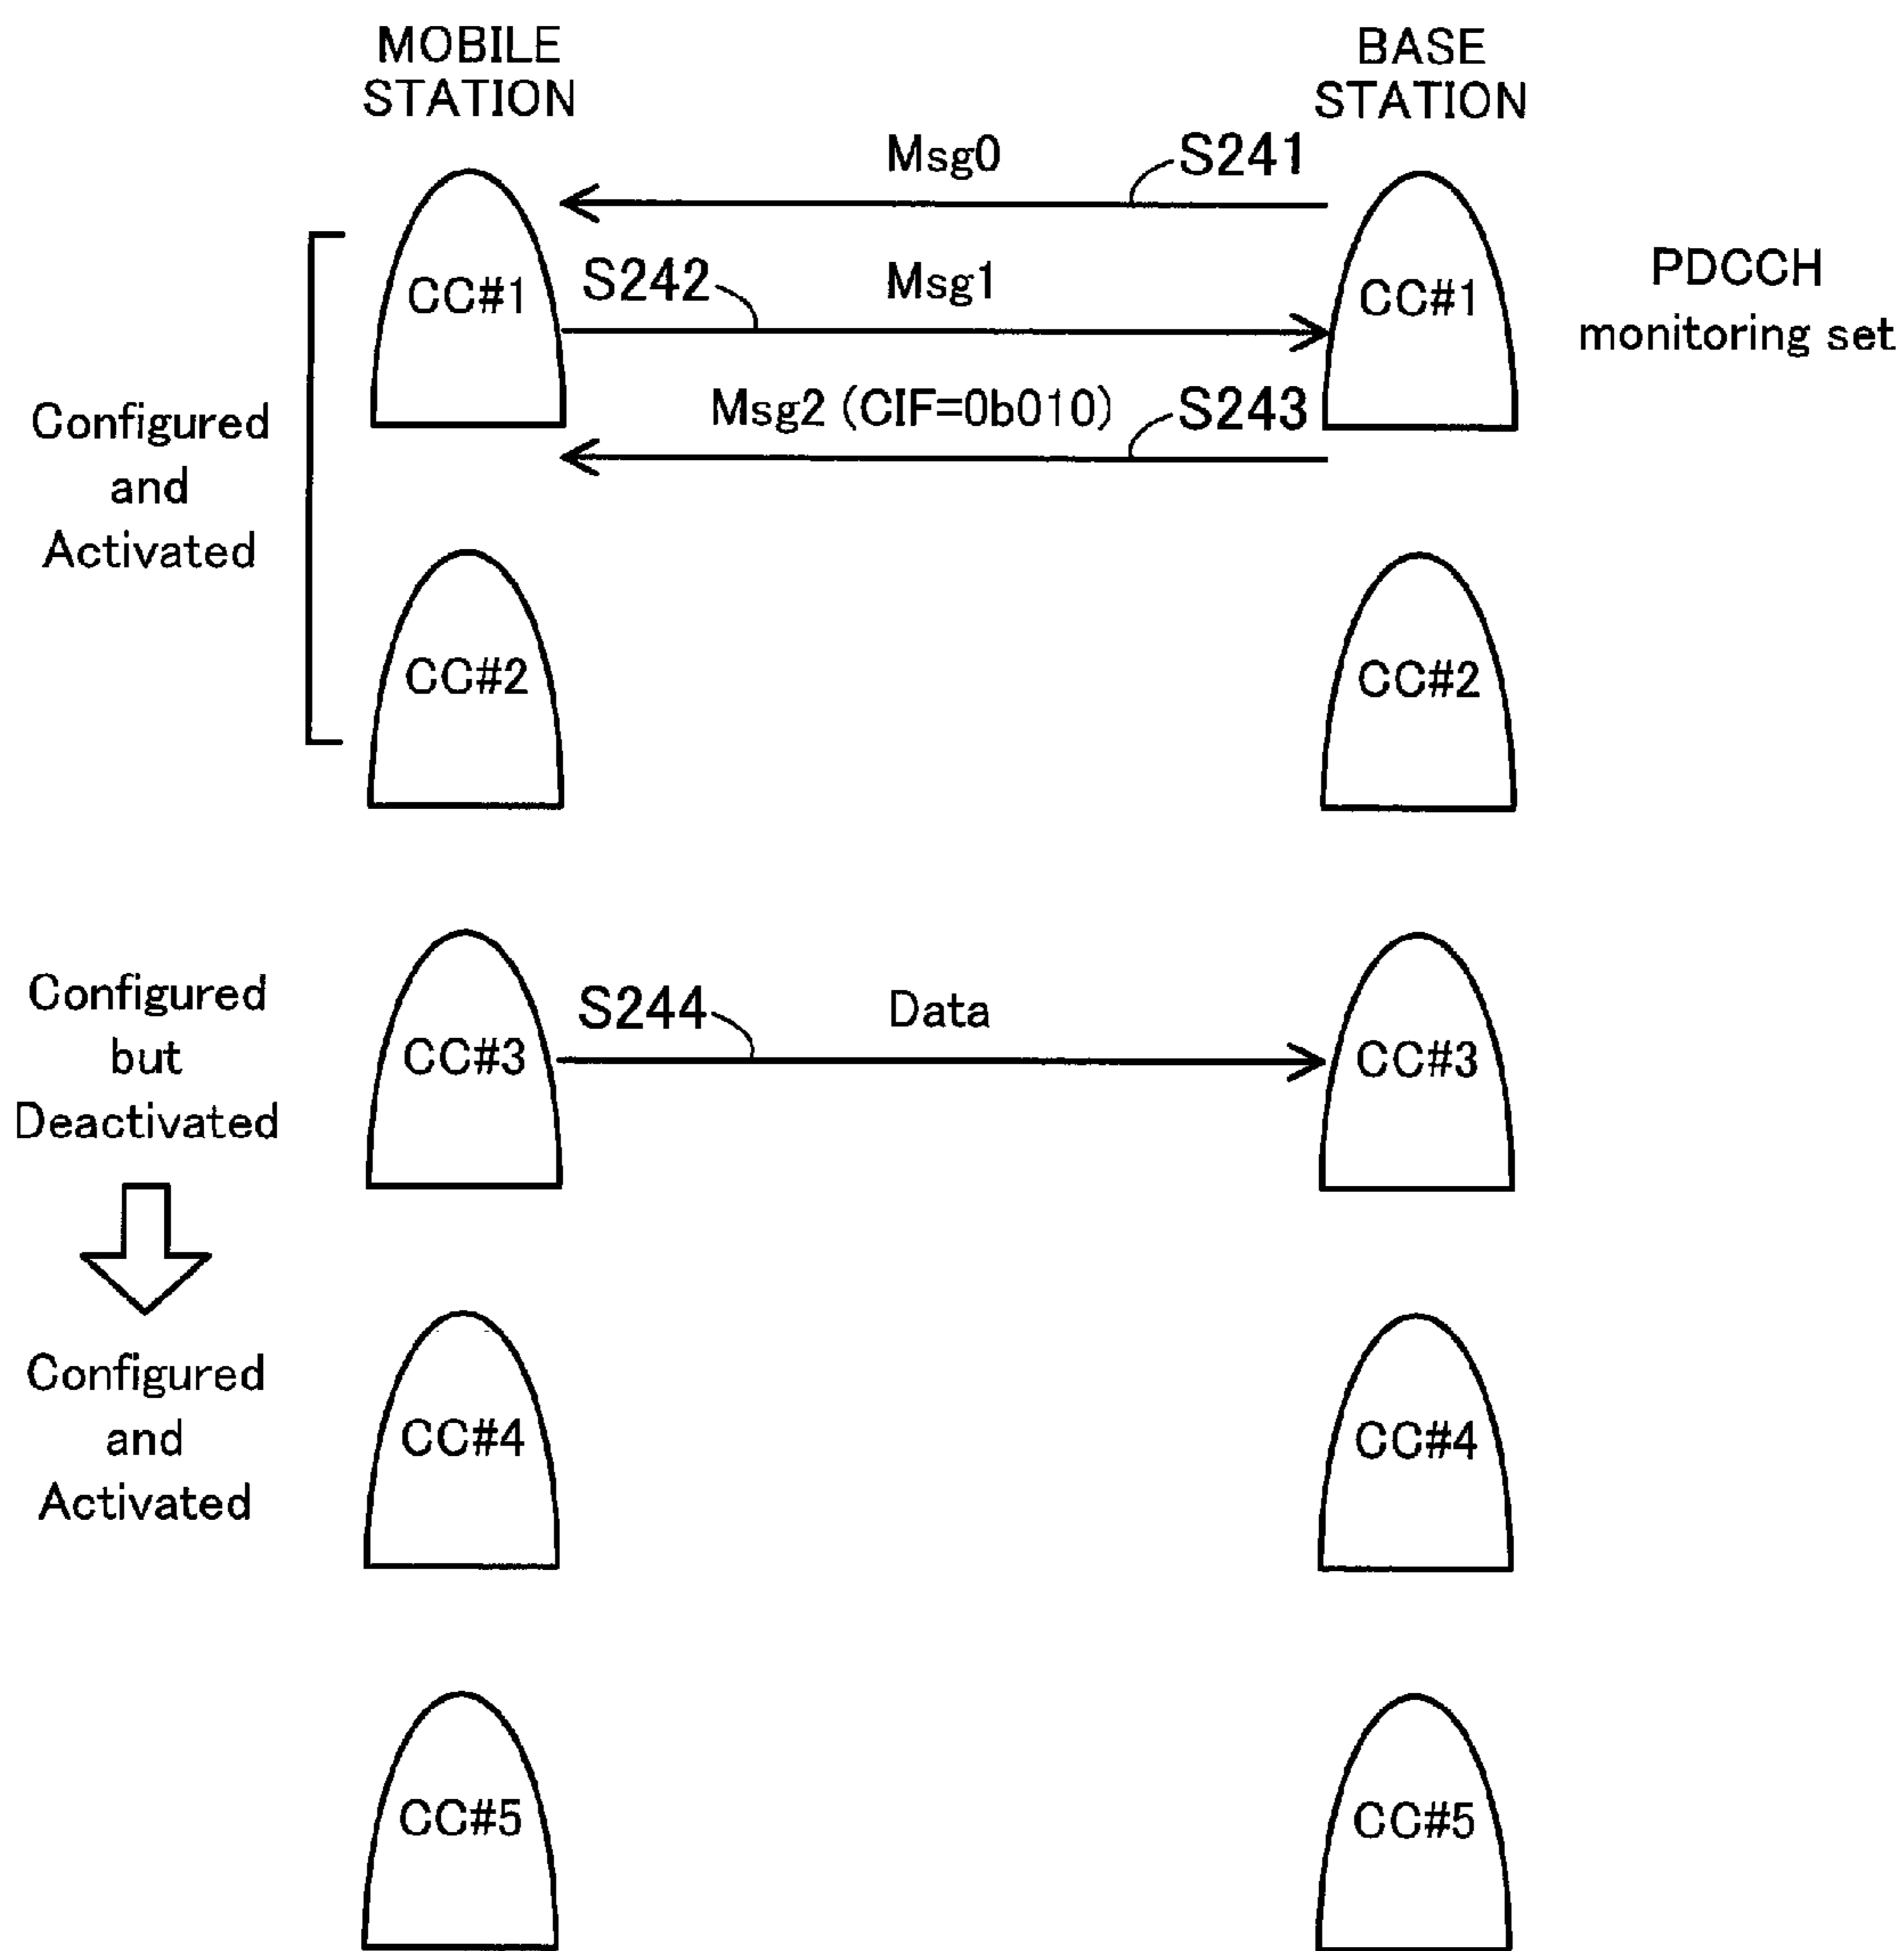 MOBILE
STATION
BASE
STATION
Msg0
S241
CC#1
S242
Msg1
CC#1
PDCCH
monitoring set
Msg2 (CIF=0b010)
S243
Configured
and
Activated
CC#2
CC#2
Configured
but
Deactivated
S244
Data
CC#3
CC#3
Configured
and
Activated
CC#4
CC#4
CC#5
CC#5